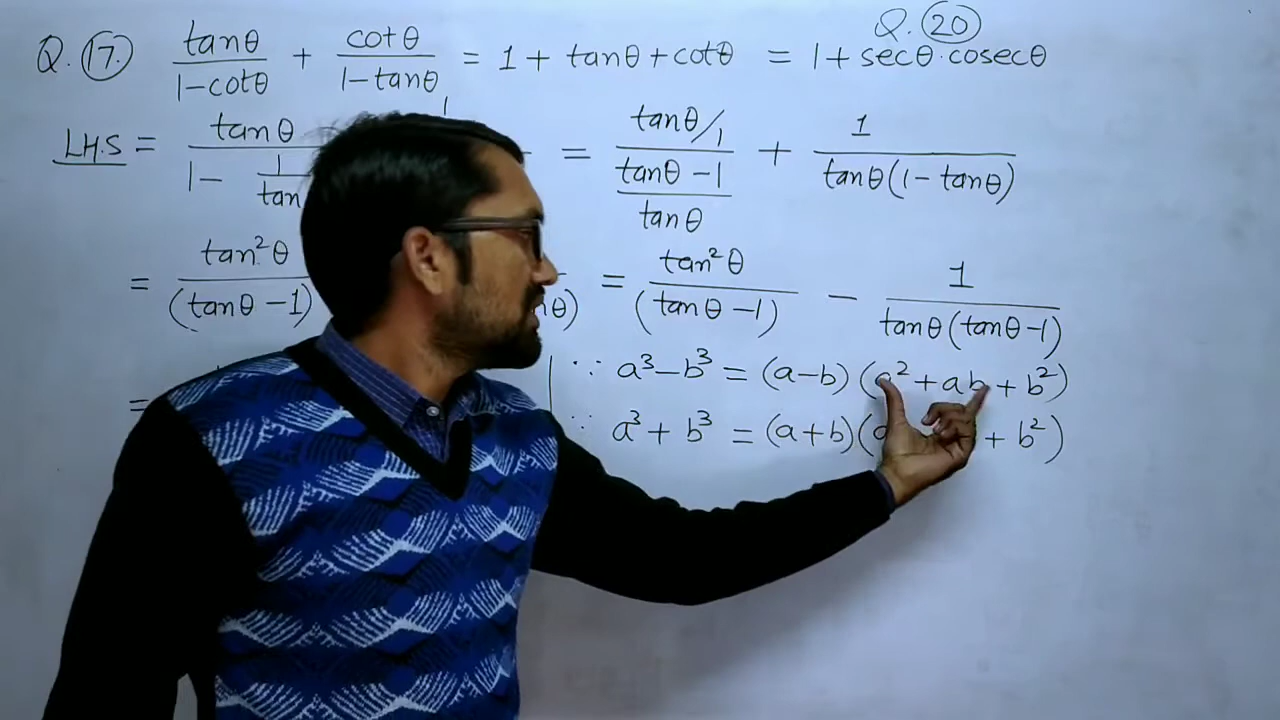 Q. 20
Q. 17. tanθ/(1-cotθ) + cotθ/(1-tanθ) = 1 + tanθ + cotθ = 1 + secθ·cosecθ
L.H.S = tanθ/(1 - 1/tan = (tanθ/1)/((tanθ-1)/tanθ) + 1/(tanθ(1-tanθ))
= tan²θ/(tanθ-1) θ) = tan²θ/(tanθ-1) - 1/(tanθ(tanθ-1))
= ∵ a³-b³ = (a-b)(a²+ab+b²)
∵ a³+b³ = (a+b)(a + b²)